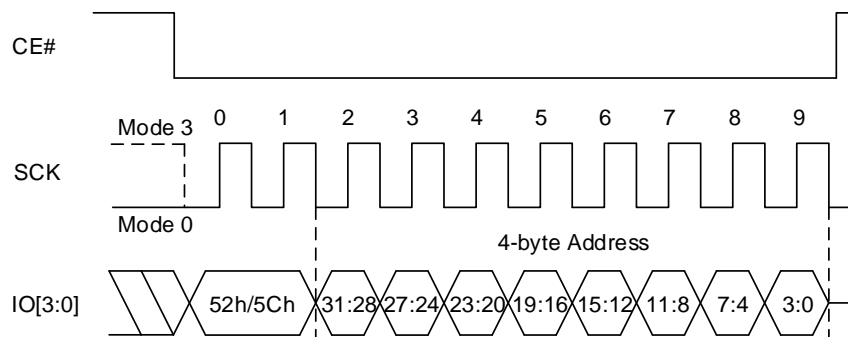 CE#
0 1 2 3 4 5 6 7 8 9
Mode 3
SCK
Mode 0
4-byte Address
IO[3:0] 52h/5Ch 31:28 27:24 23:20 19:16 15:12 11:8 7:4 3:0